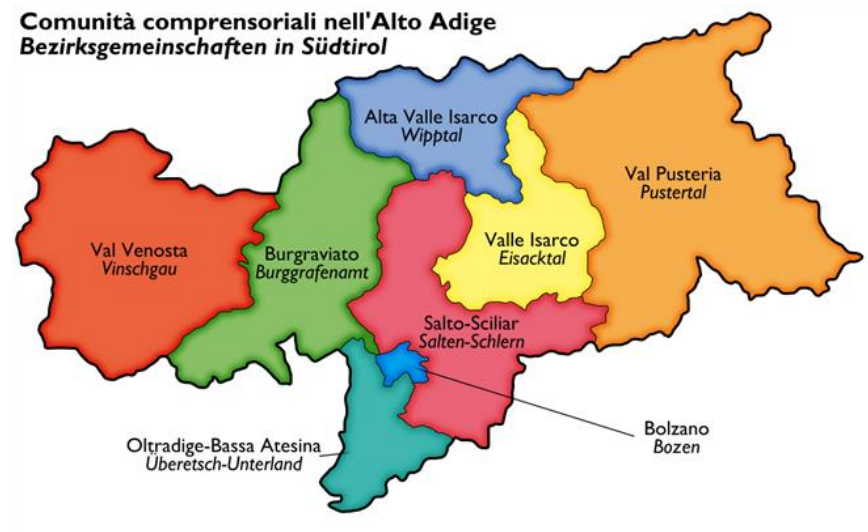 Comunità comprensoriali nell'Alto Adige
Bezirksgemeinschaften in Südtirol
Alta Valle Isarco
Wipptal
Val Pusteria
Pustertal
Val Venosta
Vinschgau
Burgraviato
Burggrafenamt
Valle Isarco
Eisacktal
Salto-Sciliar
Salten-Schlern
Bolzano
Bozen
Oltradige-Bassa Atesina
Überetsch-Unterland